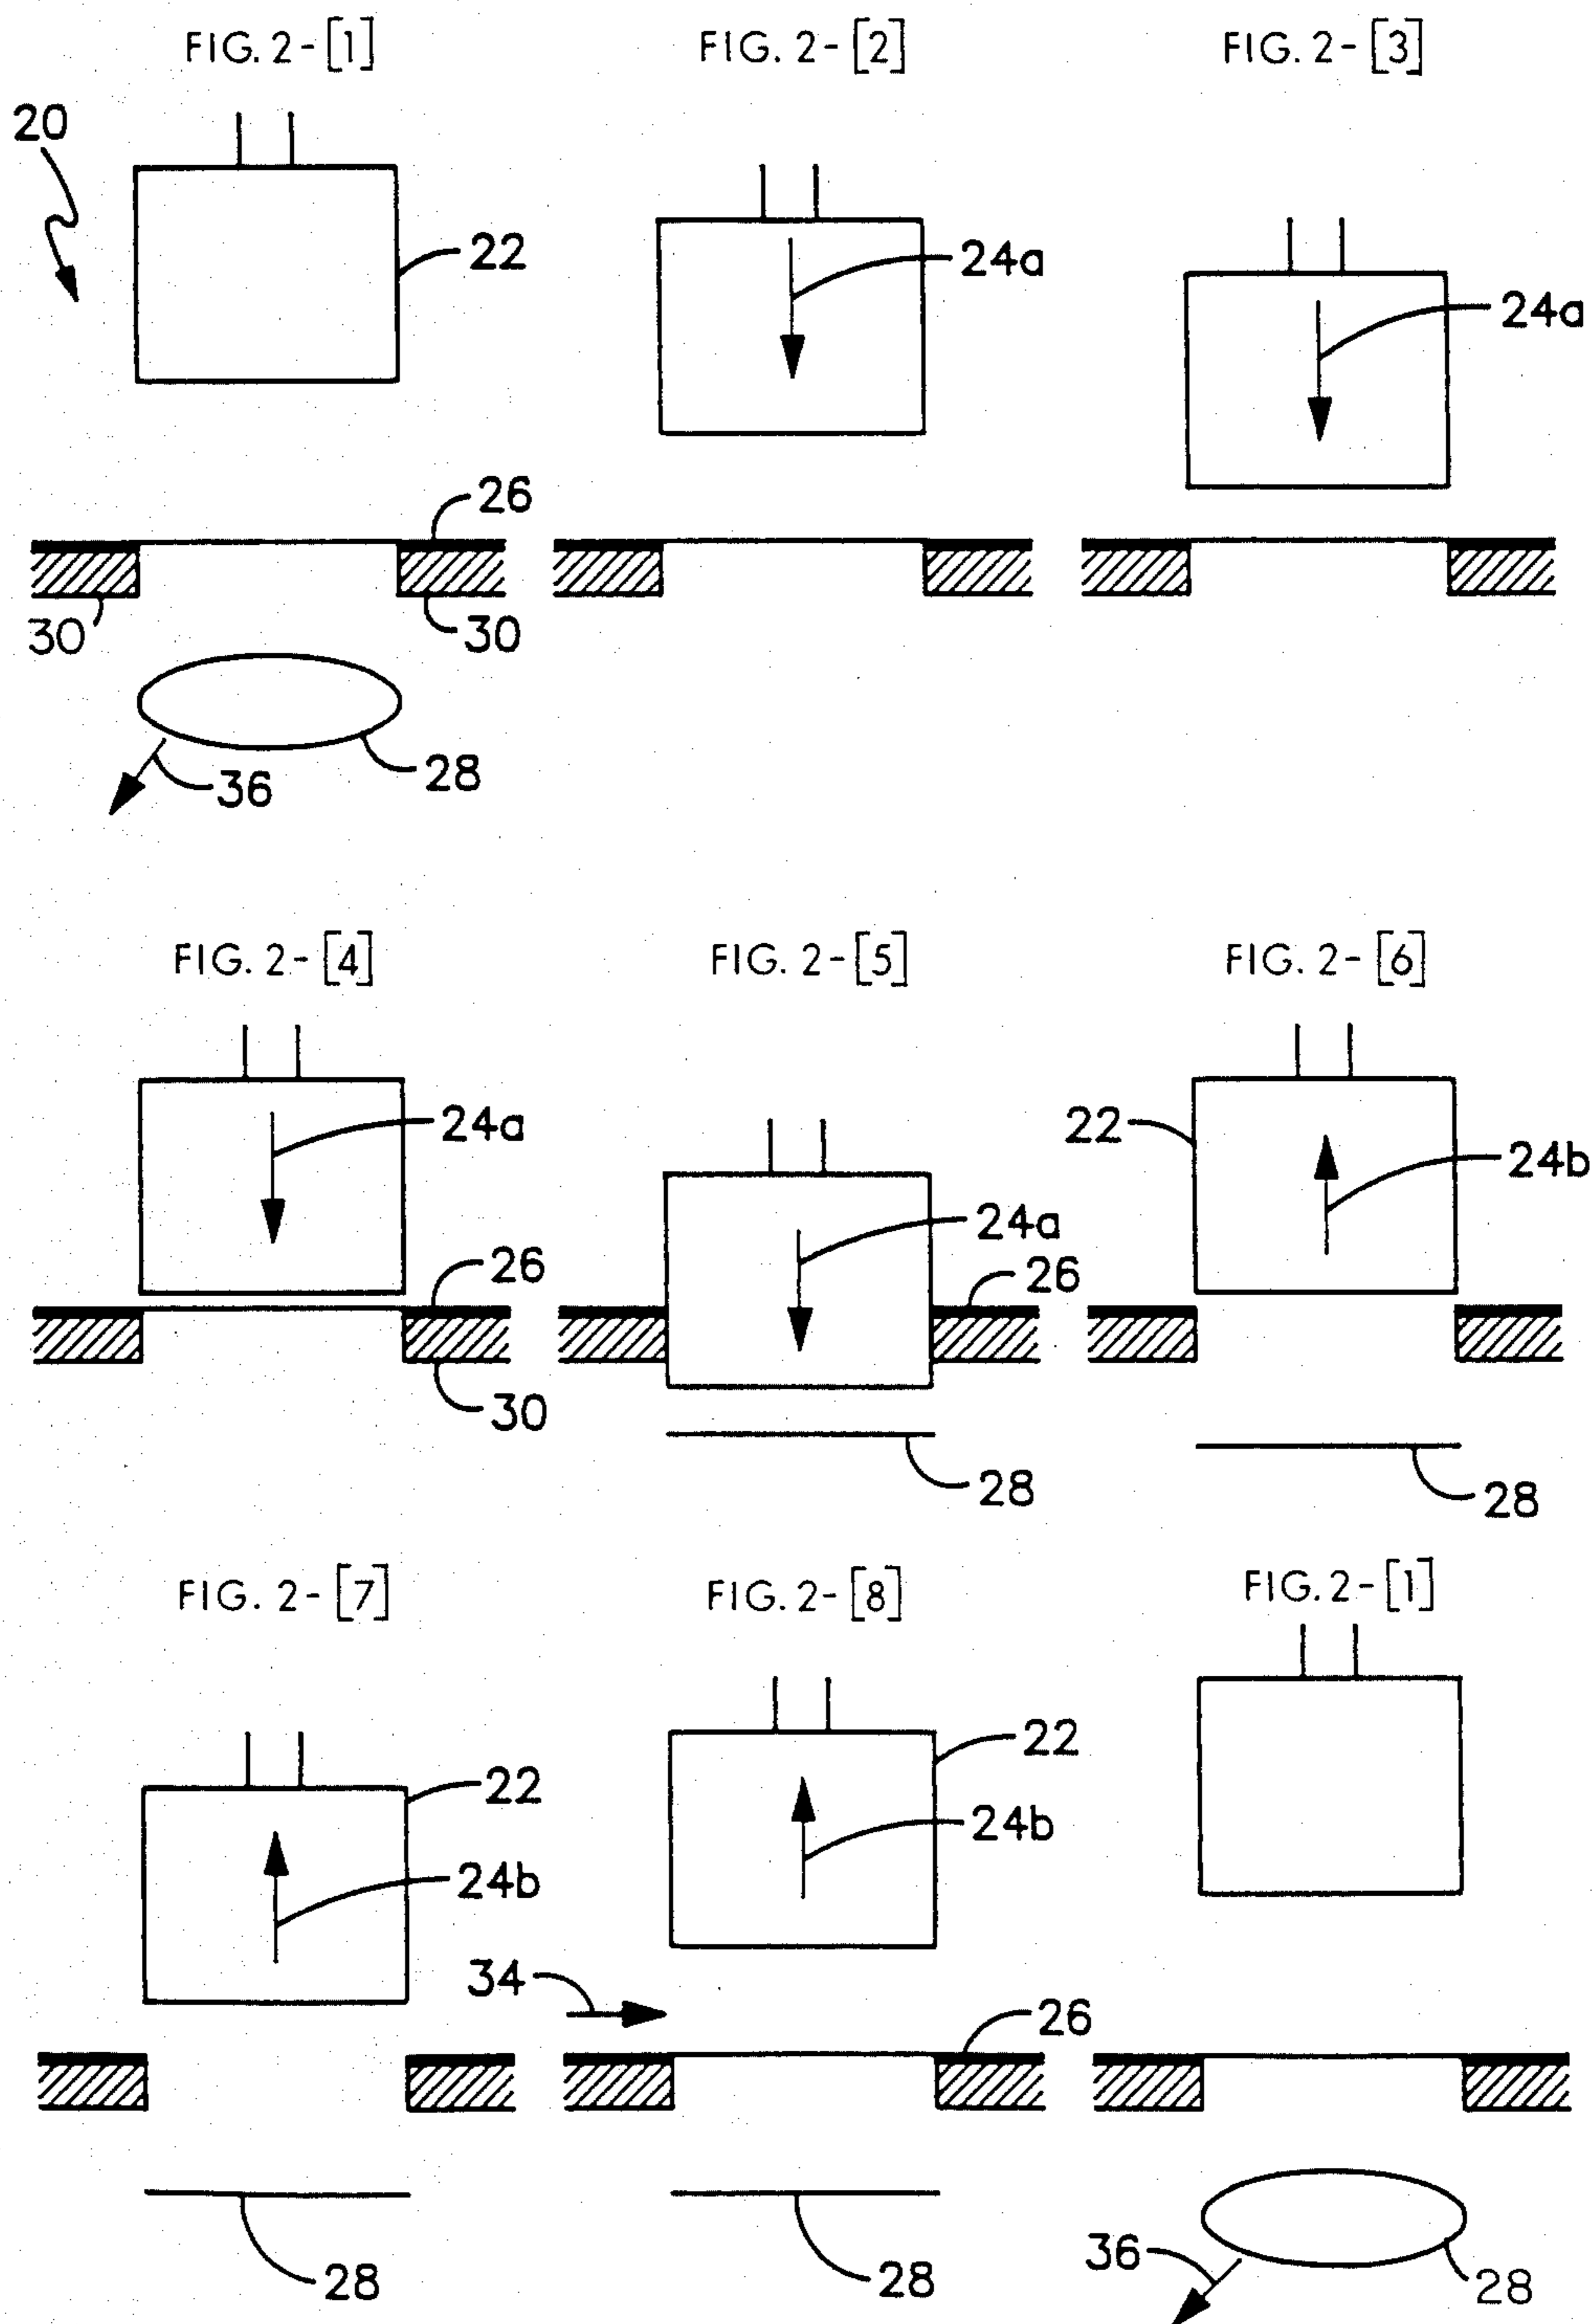 FIG. 2-[1]
FIG. 2-[2]
FIG. 2-[3]
20
22
24a
24a
26
30
30
28
36
FIG. 2-[4]
FIG. 2-[5]
FIG. 2-[6]
24a
22
24b
24a
26
26
30
28
28
FIG. 2-[7]
FIG. 2-[8]
FIG. 2-[1]
22
22
24b
24b
34
26
28
28
36
28